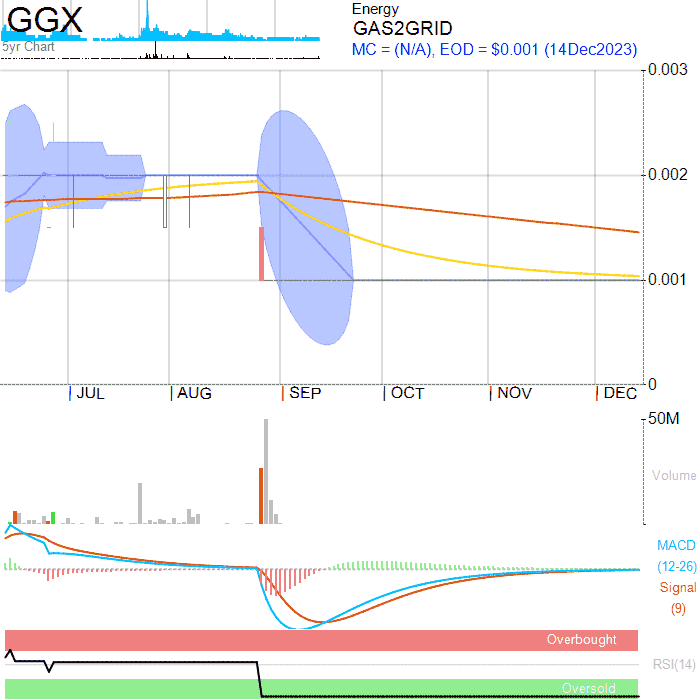 GGX
5yr Chart
Energy
GAS2GRID
MC = (N/A), EOD = $0.001 (14Dec2023)
0.003
0.002
0.001
0
JUL AUG SEP OCT NOV DEC
50M
Volume
MACD
(12-26)
Signal
(9)
Overbought
RSI(14)
Oversold